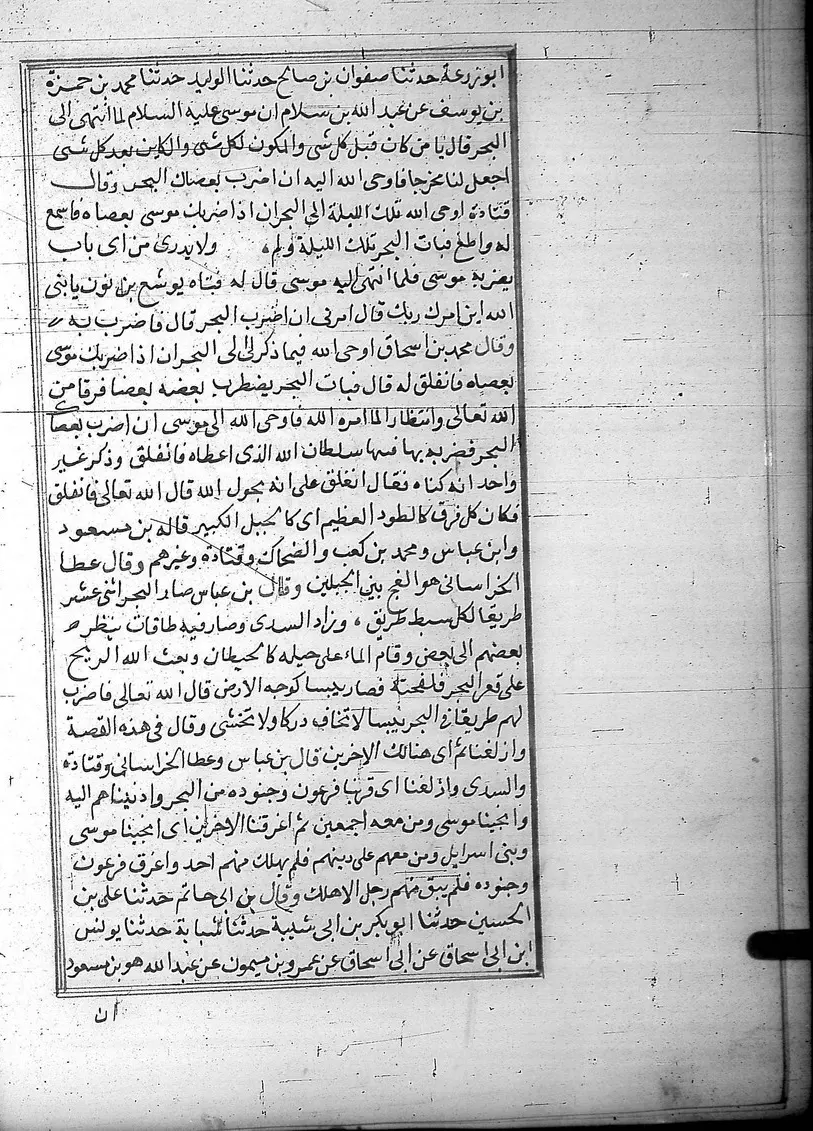 ابو زرعة حدثنا صفوان بن صالح حدثنا الوليد حدثنا محمد بن حمزة
بن يوسف عن عبد الله بن سلام ان موسى عليه السلام لما انتهى الى
البحر قال يا من كان قبل كل شى والمكون لكل شى والكاين بعد كل شى
اجعل لنا مخرجا فاوحى الله اليه ان اضرب بعصاك البحر وقال
قتادة اوحى الله تلك الليلة الى البحر ان اذا ضربك موسى بعصاه فاسمع
له واطع فبات البحر تلك الليلة وله ولا يدرى من اى باب
يضربه موسى فلما انتهى اليه موسى قال له فتاه يوشع بن نون يا نبى
الله اين امرك ربك قال امرنى ان اضرب البحر قال فاضرب به
وقال محمد بن اسحاق اوحى الله فيما ذكر لى الى البحر ان اذا ضربك موسى
بعصاه فانفلق له قال فبات البحر يضطرب بعضه بعضا فرقا من
الله تعالى وانتظارا لما امره الله فاوحى الله الى موسى ان اضرب بعصاك
البحر فضربه بها فيها سلطان الله الذى اعطاه فانفلق وذكر غير
واحد انه كناه فقال انفلق على انه بحول الله قال الله تعالى فانفلق
فكان كل فرق كالطود العظيم اى كالجبل الكبير قاله بن مسعود
وابن عباس ومحمد بن كعب والضحاك وقتادة وغيرهم وقال عطا
الخراسانى هو الفج بين الجبلين وقال بن عباس صار البحر اثنى عشر
طريقا لكل سبط طريق ، وزاد السدى وصار فيه طاقات ينظر
بعضهم الى بعض وقام الماء على حيله كالحيطان وبعث الله الريح
على قعر البحر فلفحته فصار يبسا كوجه الارض قال الله تعالى فاضرب
لهم طريقا فى البحر يبسا لا تخاف دركا ولا تخشى وقال فى هذه القصة
وازلفنا ثم اى هنالك الاخرين قال بن عباس وعطا الخراسانى وقتادة
والسدى وازلفنا اى قربنا فرعون وجنوده من البحر وادنيناهم اليه
وانجينا موسى ومن معه اجمعين ثم اغرقنا الاخرين اى انجينا موسى
وبنى اسرايل ومن معهم على دينهم فلم يهلك منهم احد واغرق فرعون
وجنوده فلم يبق منهم رجل الا هلك وقال بن ابى حاتم حدثنا على بن
الحسين حدثنا ابو بكر بن ابى شيبة حدثنا شبابة حدثنا يونس
ابن ابى اسحاق عن ابى اسحاق عن عمرو بن ميمون عن عبد الله هو بن مسعود
ان